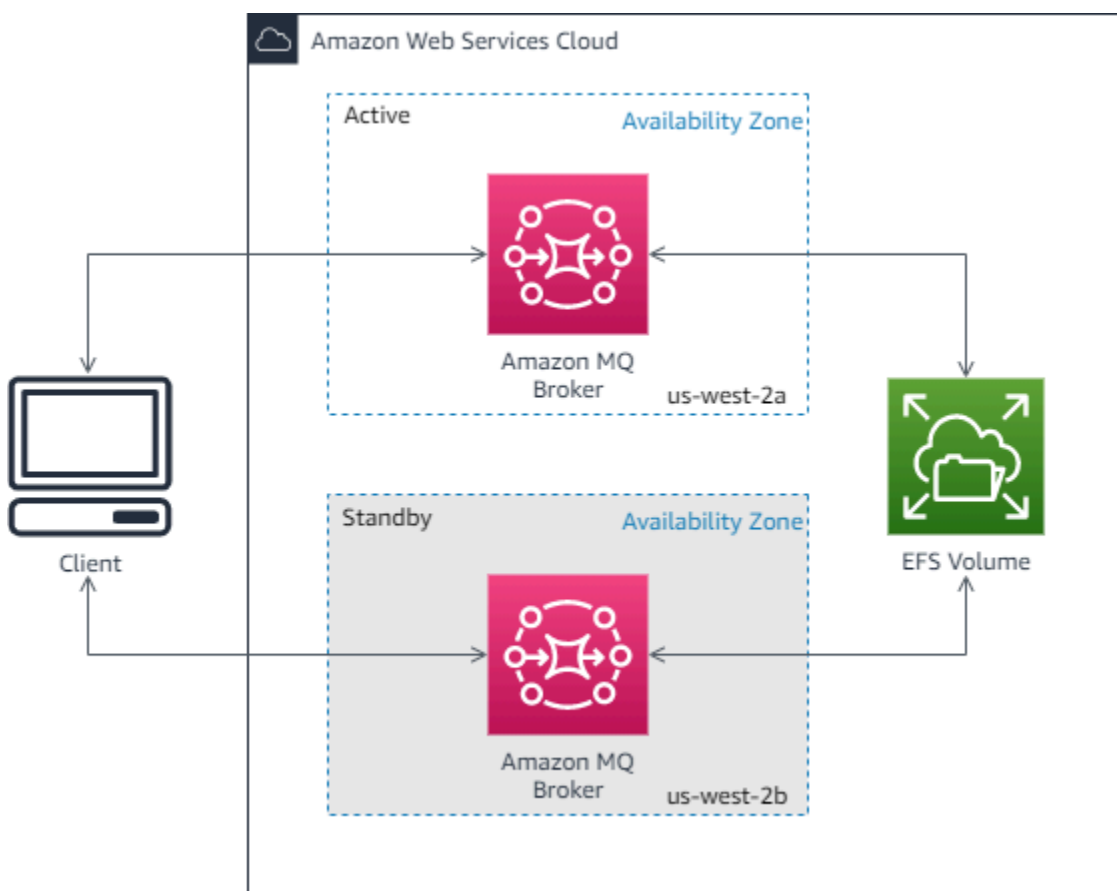 Amazon Web Services Cloud
Active
Availability Zone
Amazon MQ
Broker
us-west-2a
Client
EFS Volume
Standby
Availability Zone
Amazon MQ
Broker
us-west-2b